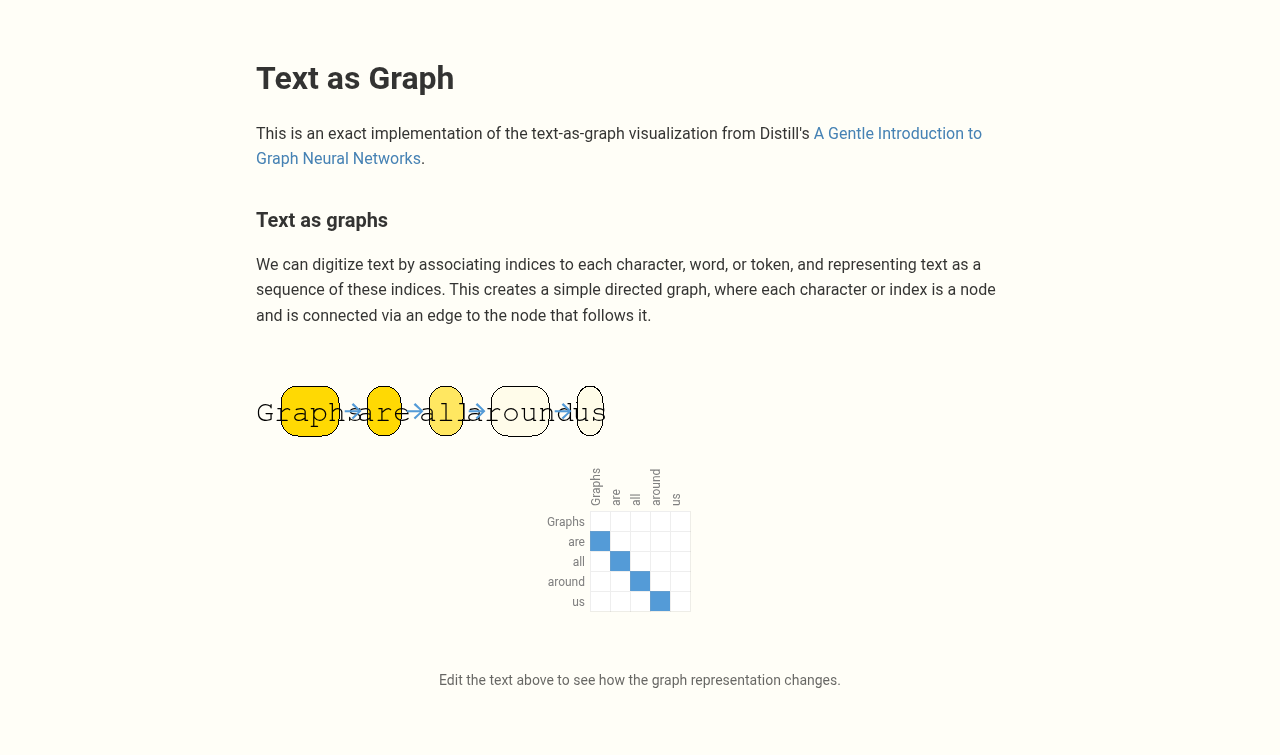 Text as Graph
This is an exact implementation of the text-as-graph visualization from Distill's A Gentle Introduction to
Graph Neural Networks.
Text as graphs
We can digitize text by associating indices to each character, word, or token, and representing text as a
sequence of these indices. This creates a simple directed graph, where each character or index is a node
and is connected via an edge to the node that follows it.
Graphs → are → all → around → us
Graphs are all around us
Graphs
are
all
around
us
Edit the text above to see how the graph representation changes.